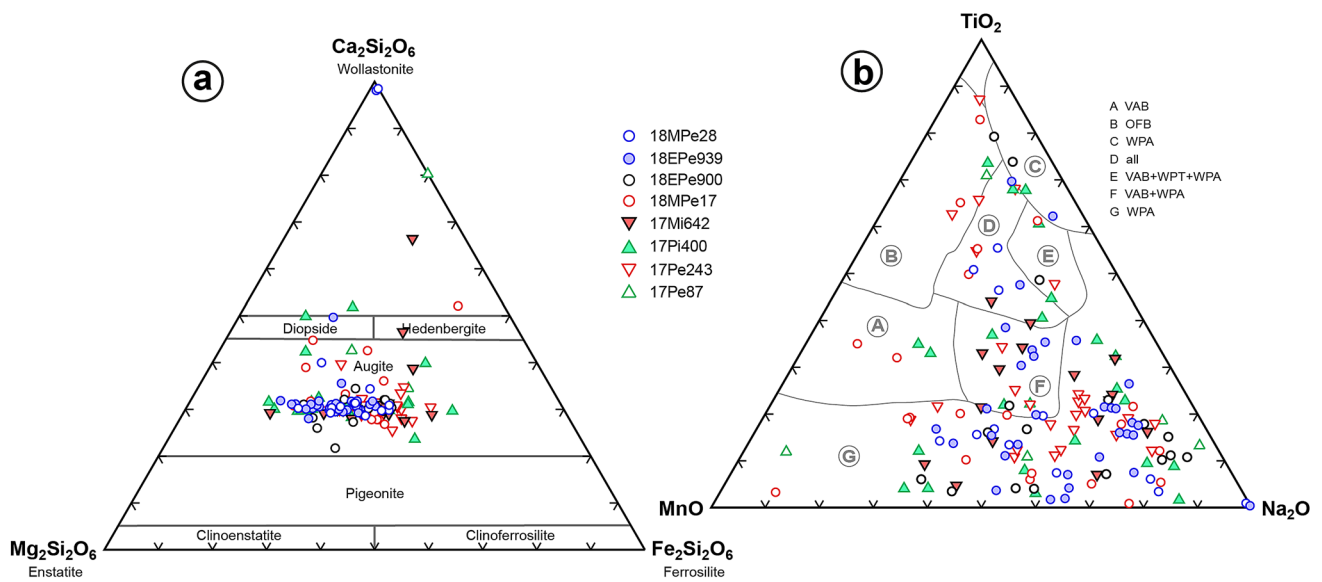 a
Ca2Si2O6
Wollastonite
Diopside
Hedenbergite
Augite
Pigeonite
Clinoenstatite
Clinoferrosilite
Mg2Si2O6
Enstatite
Fe2Si2O6
Ferrosilite
18MPe28
18EPe939
18EPe900
18MPe17
17Mi642
17Pi400
17Pe243
17Pe87
b
TiO2
A VAB
B OFB
C WPA
D all
E VAB+WPT+WPA
F VAB+WPA
G WPA
C
D
B
E
A
F
G
MnO
Na2O